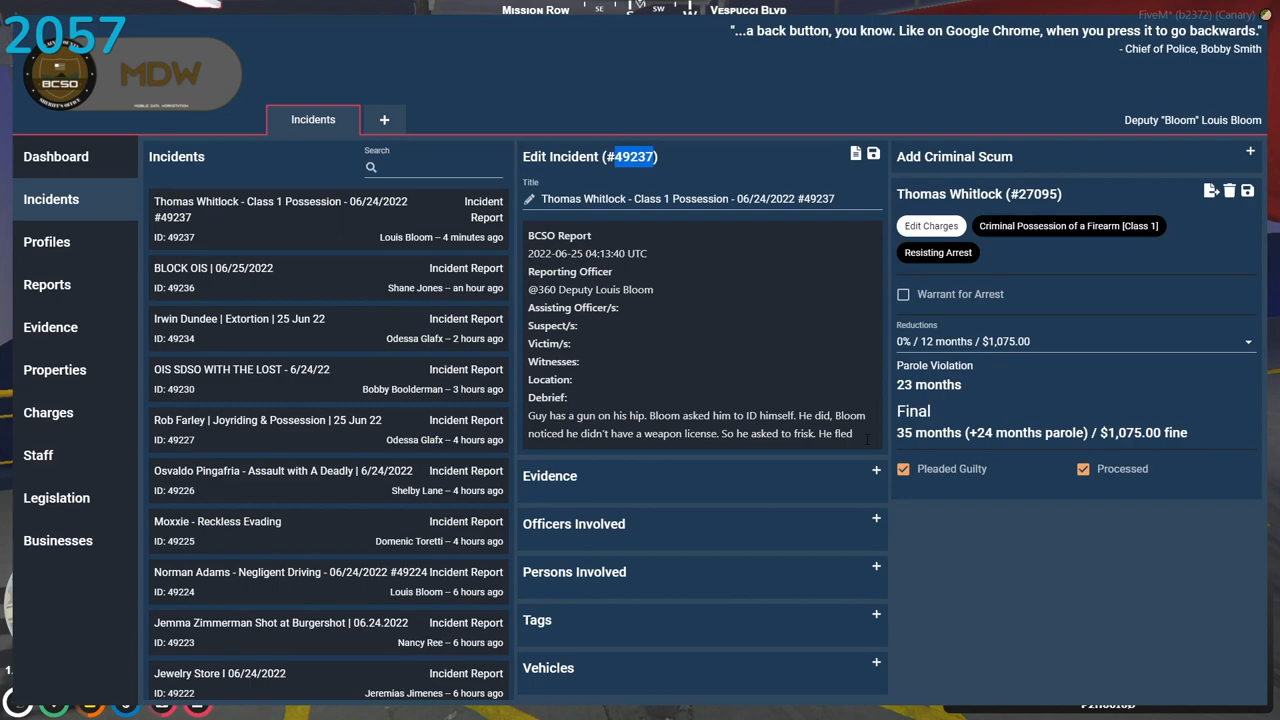 Mission Row
SE
SW
Vespucci Blvd
FiveM* (b2372) (Canary)
2057
"...a back button, you know. Like on Google Chrome, when you press it to go backwards."
- Chief of Police, Bobby Smith
BCSO
SHERIFF'S OFFICE
MDW
MOBILE DATA WORKSTATION
Incidents
+
Deputy "Bloom" Louis Bloom
Dashboard
Incidents
Profiles
Reports
Evidence
Properties
Charges
Staff
Legislation
Businesses
Incidents
Search
Thomas Whitlock - Class 1 Possession - 06/24/2022 #49237
Incident Report
ID: 49237
Louis Bloom – 4 minutes ago
BLOCK OIS | 06/25/2022
Incident Report
ID: 49236
Shane Jones – an hour ago
Irwin Dundee | Extortion | 25 Jun 22
Incident Report
ID: 49234
Odessa Glafx – 2 hours ago
OIS SDSO WITH THE LOST - 6/24/22
Incident Report
ID: 49230
Bobby Boolderman – 3 hours ago
Rob Farley | Joyriding & Possession | 25 Jun 22
Incident Report
ID: 49227
Odessa Glafx – 4 hours ago
Osvaldo Pingafria - Assault with A Deadly | 6/24/2022
Incident Report
ID: 49226
Shelby Lane – 4 hours ago
Moxxie - Reckless Evading
Incident Report
ID: 49225
Domenic Toretti – 4 hours ago
Norman Adams - Negligent Driving - 06/24/2022 #49224
Incident Report
ID: 49224
Louis Bloom – 6 hours ago
Jemma Zimmerman Shot at Burgershot | 06.24.2022
Incident Report
ID: 49223
Nancy Ree – 6 hours ago
Jewelry Store I 06/24/2022
Incident Report
ID: 49222
Jeremias Jimenes – 6 hours ago
Edit Incident (#49237)
Title
Thomas Whitlock - Class 1 Possession - 06/24/2022 #49237
BCSO Report
2022-06-25 04:13:40 UTC
Reporting Officer
@360 Deputy Louis Bloom
Assisting Officer/s:
Suspect/s:
Victim/s:
Witnesses:
Location:
Debrief:
Guy has a gun on his hip. Bloom asked him to ID himself. He did, Bloom
noticed he didn't have a weapon license. So he asked to frisk. He fled
Evidence
Officers Involved
Persons Involved
Tags
Vehicles
Add Criminal Scum
Thomas Whitlock (#27095)
Edit Charges
Criminal Possession of a Firearm [Class 1]
Resisting Arrest
Warrant for Arrest
Reductions
0% / 12 months / $1,075.00
Parole Violation
23 months
Final
35 months (+24 months parole) / $1,075.00 fine
Pleaded Guilty
Processed